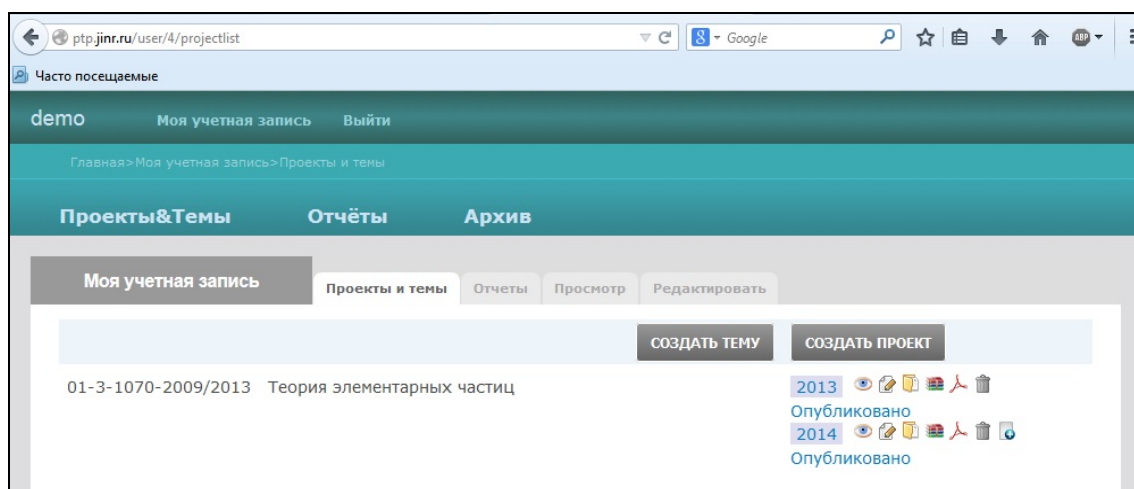 ptp.jinr.ru/user/4/projectlist
8 Google
ABP
Часто посещаемые
demo Моя учетная запись Выйти
Главная>Моя учетная запись>Проекты и темы
Проекты&Темы Отчёты Архив
Моя учетная запись Проекты и темы Отчеты Просмотр Редактировать
СОЗДАТЬ ТЕМУ СОЗДАТЬ ПРОЕКТ
01-3-1070-2009/2013 Теория элементарных частиц 2013
Опубликовано
2014
Опубликовано